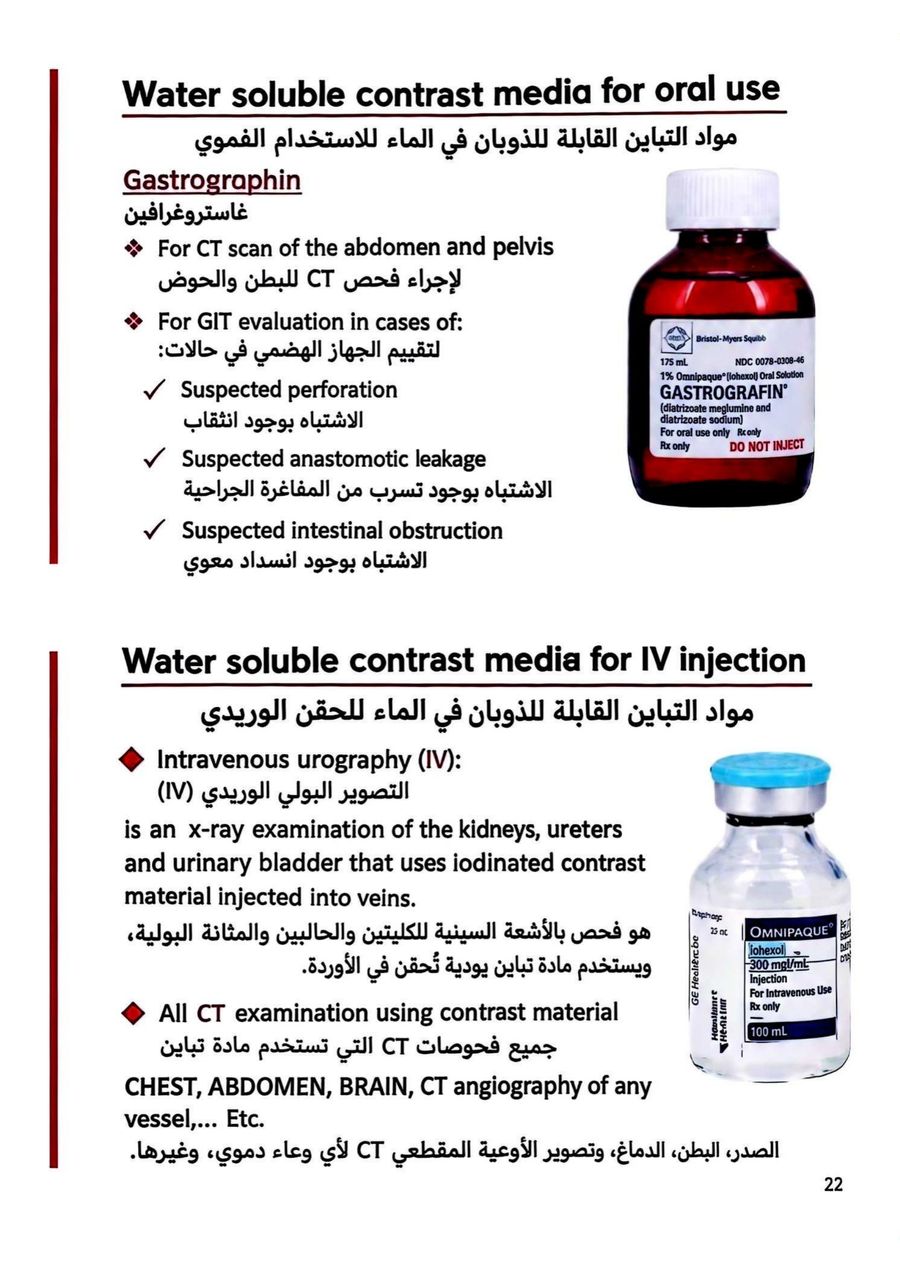 Water soluble contrast media for oral use
مواد التباين القابلة للذوبان في الماء للاستخدام الفموي
Gastrographin
غاستروغرافين
❖ For CT scan of the abdomen and pelvis
لإجراء فحص CT للبطن والحوض
❖ For GIT evaluation in cases of:
لتقييم الجهاز الهضمي في حالات:
✓ Suspected perforation
الاشتباه بوجود انثقاب
✓ Suspected anastomotic leakage
الاشتباه بوجود تسرب من المفاغرة الجراحية
✓ Suspected intestinal obstruction
الاشتباه بوجود انسداد معوي
Bristol-Myers Squibb
175 mL NDC 0078-0308-46
1% Omnipaque® (Iohexol) Oral Solotion
GASTROGRAFIN®
(diatrizoate meglumine and
diatrizoate sodium)
For oral use only Rx only
Rx only DO NOT INJECT
Water soluble contrast media for IV injection
مواد التباين القابلة للذوبان في الماء للحقن الوريدي
◆ Intravenous urography (IV):
التصوير البولي الوريدي (IV)
is an x-ray examination of the kidneys, ureters
and urinary bladder that uses iodinated contrast
material injected into veins.
هو فحص بالأشعة السينية للكليتين والحالبين والمثانة البولية،
ويستخدم مادة تباين يودية تُحقن في الأوردة.
◆ All CT examination using contrast material
جميع فحوصات CT التي تستخدم مادة تباين
CHEST, ABDOMEN, BRAIN, CT angiography of any
vessel,... Etc.
الصدر، البطن، الدماغ، وتصوير الأوعية المقطعي CT لأي وعاء دموي، وغيرها.
OMNIPAQUE®
iohexol
300 mgl/mL
Injection
For Intravenous Use
Rx only
100 mL
22